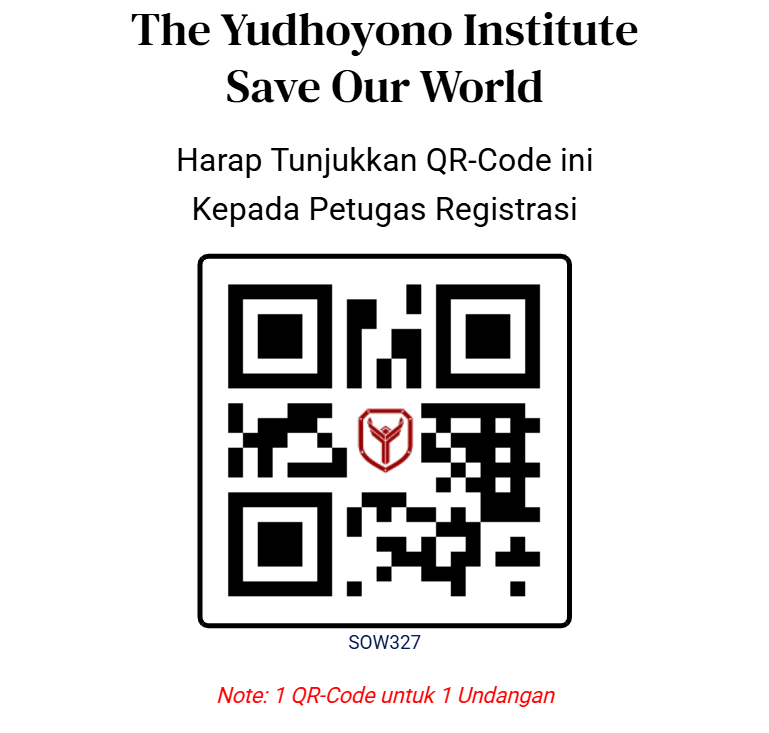 The Yudhoyono Institute
Save Our World
Harap Tunjukkan QR-Code ini
Kepada Petugas Registrasi
SOW327
Note: 1 QR-Code untuk 1 Undangan